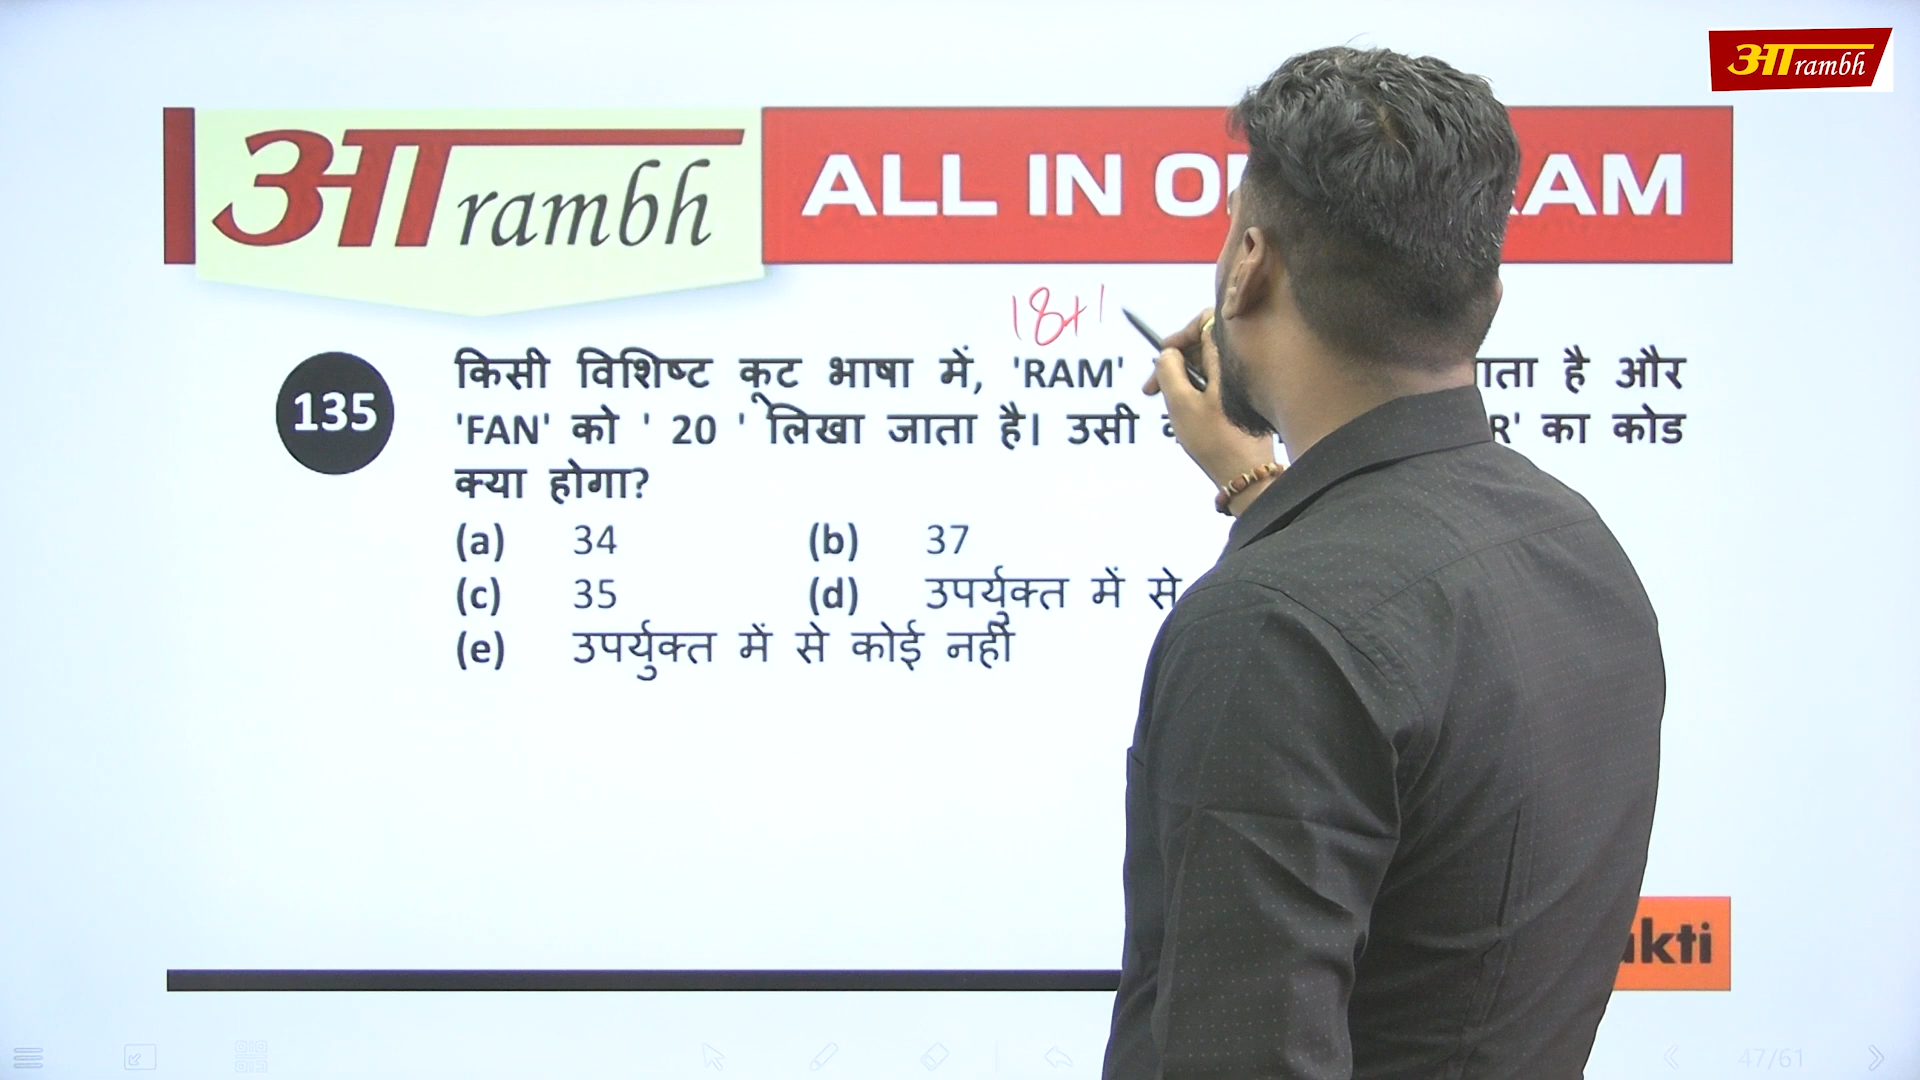 आrambh
आrambh
ALL IN
AM
18+1
135
किसी विशिष्ट कूट भाषा में, 'RAM' है और
'FAN' को ' 20 ' लिखा जाता है। उसी का कोड
क्या होगा?
(a) 34 (b) 37
(c) 35 (d) उपर्युक्त में से
(e) उपर्युक्त में से कोई नहीं
47/61